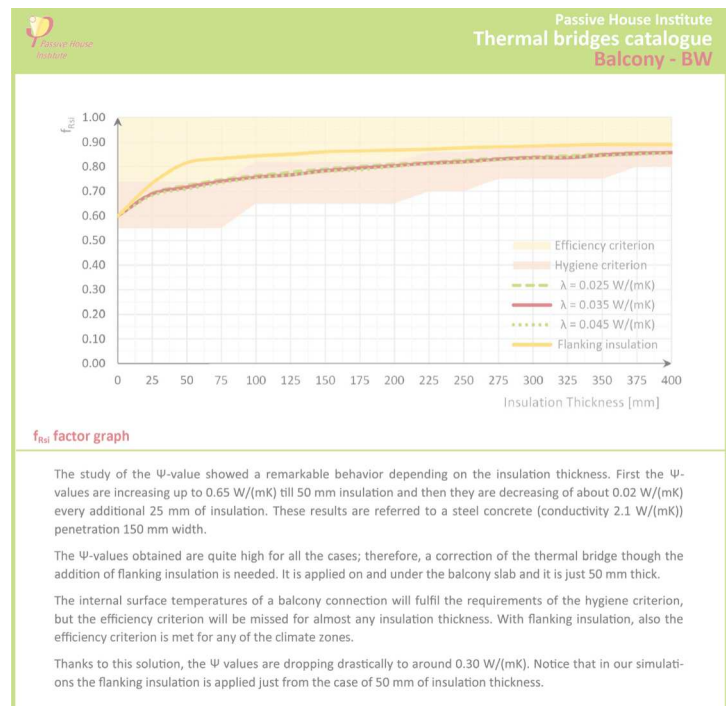 Passive House
Institute
Passive House Institute
Thermal bridges catalogue
Balcony - BW
fRsi
1.00
0.90
0.80
0.70
0.60
0.50
0.40
0.30
0.20
0.10
0.00
Efficiency criterion
Hygiene criterion
λ = 0.025 W/(mK)
λ = 0.035 W/(mK)
λ = 0.045 W/(mK)
Flanking insulation
0 25 50 75 100 125 150 175 200 225 250 275 300 325 350 375 400
Insulation Thickness [mm]
fRsi factor graph
The study of the Ψ-value showed a remarkable behavior depending on the insulation thickness. First the Ψ-
values are increasing up to 0.65 W/(mK) till 50 mm insulation and then they are decreasing of about 0.02 W/(mK)
every additional 25 mm of insulation. These results are referred to a steel concrete (conductivity 2.1 W/(mK))
penetration 150 mm width.
The Ψ-values obtained are quite high for all the cases; therefore, a correction of the thermal bridge though the
addition of flanking insulation is needed. It is applied on and under the balcony slab and it is just 50 mm thick.
The internal surface temperatures of a balcony connection will fulfil the requirements of the hygiene criterion,
but the efficiency criterion will be missed for almost any insulation thickness. With flanking insulation, also the
efficiency criterion is met for any of the climate zones.
Thanks to this solution, the Ψ values are dropping drastically to around 0.30 W/(mK). Notice that in our simulati-
ons the flanking insulation is applied just from the case of 50 mm of insulation thickness.